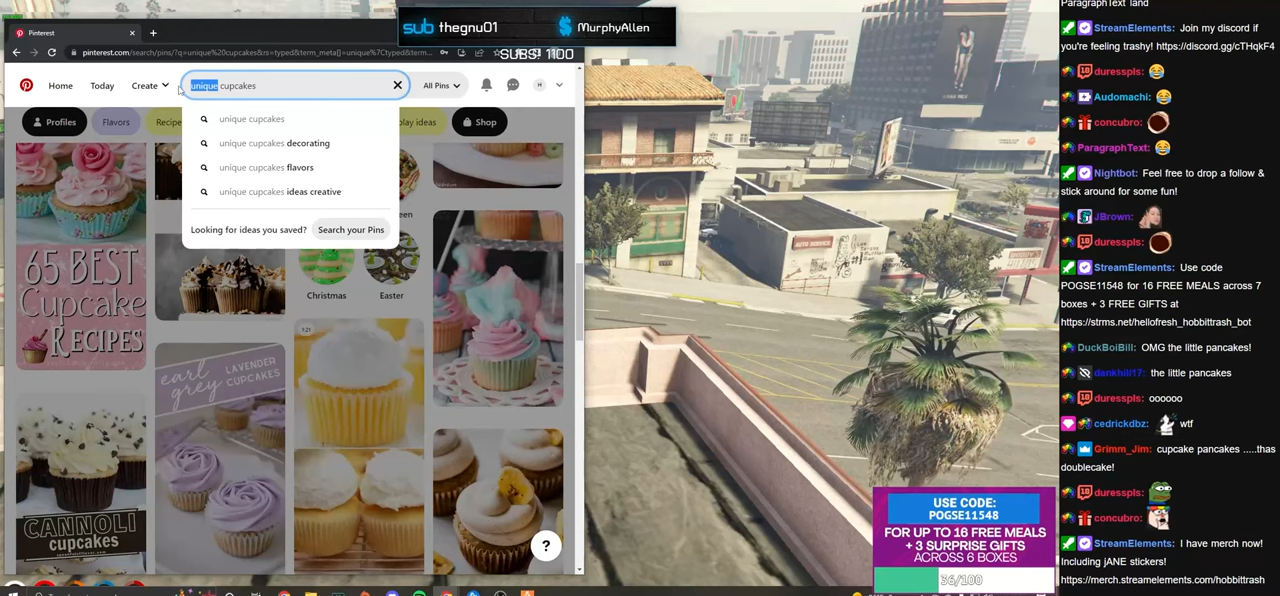 sub thegnu01
$ MurphyAllen
SUBS: 1100
Pinterest
pinterest.com/search/pins/?q=unique%20cupcakes&rs=typed&term_meta[]=unique%7Ctyped&term...
Home
Today
Create
unique cupcakes
All Pins
H
Profiles
Flavors
Recipe
play ideas
Shop
unique cupcakes
unique cupcakes decorating
unique cupcakes flavors
unique cupcakes ideas creative
Looking for ideas you saved?
Search your Pins
een
Christmas
Easter
65 BEST
Cupcake
RECIPES
1:21
earl
grey
LAVENDER
CUPCAKES
CANNOLI
cupcakes
?
AUTO SERVICE
USE CODE:
POGSE11548
FOR UP TO 16 FREE MEALS
+ 3 SURPRISE GIFTS
ACROSS 6 BOXES
36/100
ParagraphText land
StreamElements: Join my discord if
you're feeling trashy! https://discord.gg/cTHqkF4
duresspls:
Audomachi:
concubro:
ParagraphText:
Nightbot: Feel free to drop a follow &
stick around for some fun!
JBrown:
duresspls:
StreamElements: Use code
POGSE11548 for 16 FREE MEALS across 7
boxes + 3 FREE GIFTS at
https://strms.net/hellofresh_hobbittrash_bot
DuckBoiBill: OMG the little pancakes!
dankhill17: the little pancakes
duresspls: oooooo
cedrickdbz: wtf
Grimm_Jim: cupcake pancakes .....thas
doublecake!
duresspls:
concubro:
StreamElements: I have merch now!
Including jANE stickers!
https://merch.streamelements.com/hobbittrash